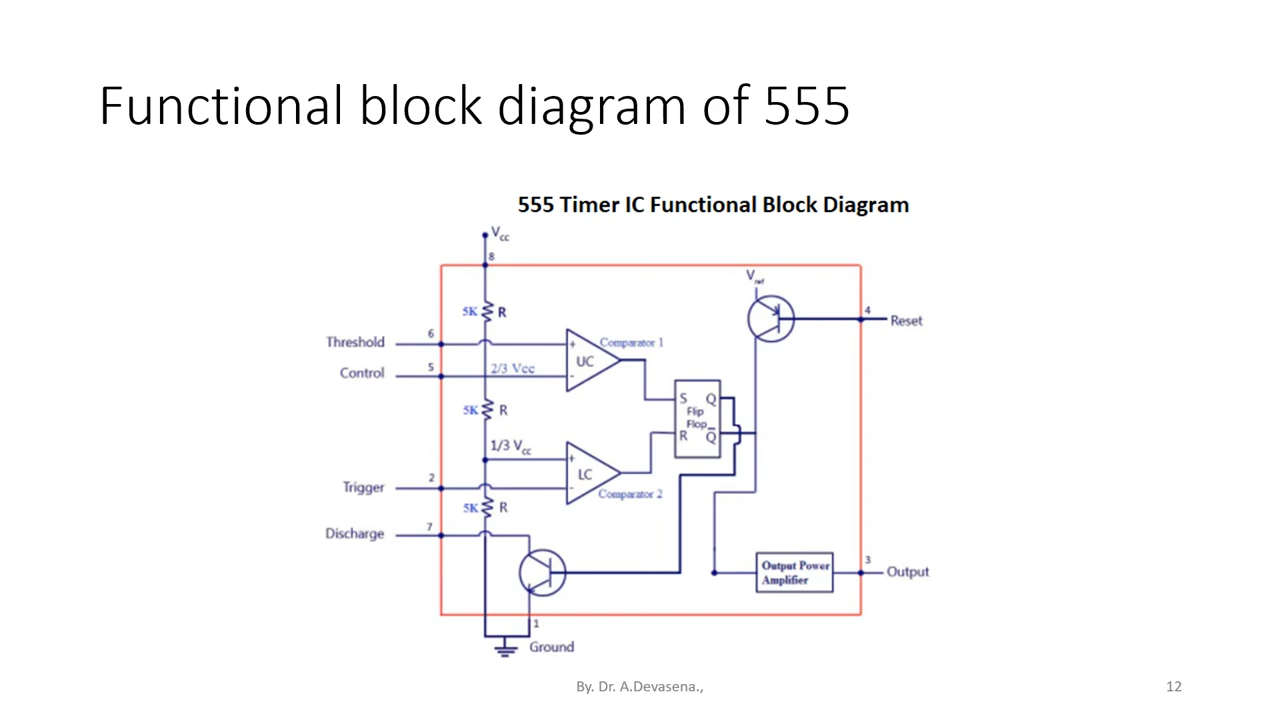 Functional block diagram of 555
555 Timer IC Functional Block Diagram
Vcc
8
Vref
5K R
4
Reset
Threshold
6
+
Comparator 1
UC
Control
5
2/3 Vcc
-
S Q
5K R
Flip
Flop
R Q̅
1/3 Vcc
+
LC
Trigger
2
-
Comparator 2
5K R
Discharge
7
Output Power
Amplifier
3
Output
1
Ground
By. Dr. A.Devasena.,
12